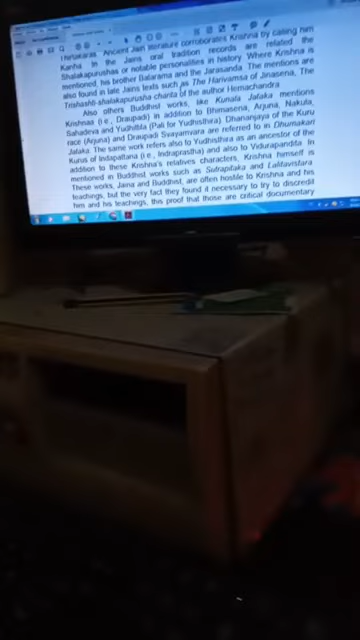 Tirthakaras. Ancient Jain literature corroborates Krishna by calling him
Kanha. In the Jains oral tradition records are related the
Shalakapurushas or notable personalities in history Where Krishna is
mentioned, his brother Balarama and the Jarasanda The mentions are
also found in late Jains texts such as The Harivamsa of Jinasena, The
Trishashti-shalakapurusha charita of the author Hemachandra
Also others Buddhist works, like Kunala Jataka mentions
Krishnaa (i.e., Draupadi) in addition to Bhimasena, Arjuna, Nakula,
Sahadeva and Yudhittila (Pali for Yudhisthira). Dhananjaya of the Kuru
race (Arjuna) and Draupadi Svayamvara are referred to in Dhumakari
Jataka. The same work refers also to Yudhisthira as an ancestor of the
Kurus of Indapattana (i.e., Indraprastha) and also to Vidurapandita. In
addition to these Krishna's relatives characters, Krishna himself is
mentioned in Buddhist works such as Sutrapitaka and Lalitavistara
These works, Jaina and Buddhist, are often hostile to Krishna and his
teachings, but the very fact they found it necessary to try to discredit
him and his teachings, this proof that those are critical documentary